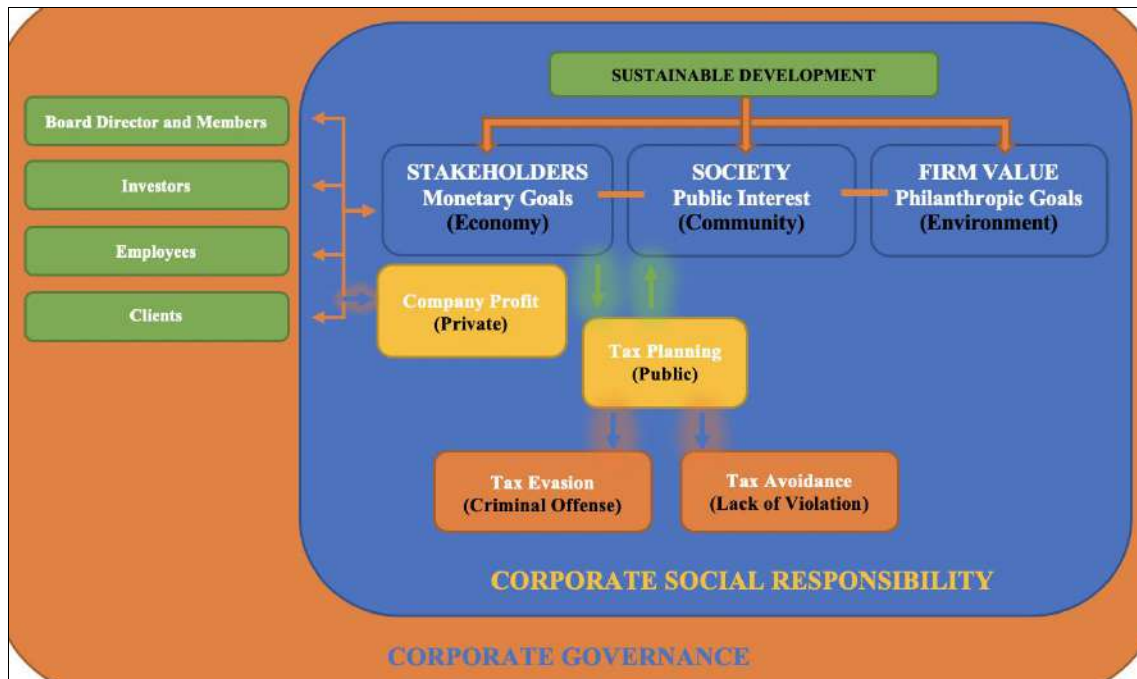 SUSTAINABLE DEVELOPMENT
Board Director and Members
Investors
Employees
Clients
STAKEHOLDERS
Monetary Goals
(Economy)
SOCIETY
Public Interest
(Community)
FIRM VALUE
Philanthropic Goals
(Environment)
Company Profit
(Private)
Tax Planning
(Public)
Tax Evasion
(Criminal Offense)
Tax Avoidance
(Lack of Violation)
CORPORATE SOCIAL RESPONSIBILITY
CORPORATE GOVERNANCE